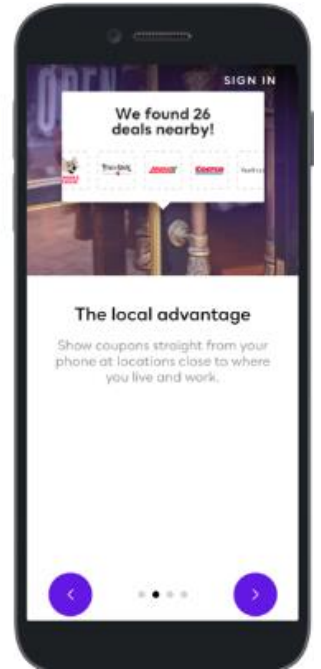 SIGN IN
OPEN
We found 26
deals nearby!
The local advantage
Show coupons straight from your
phone at locations close to where
you live and work.